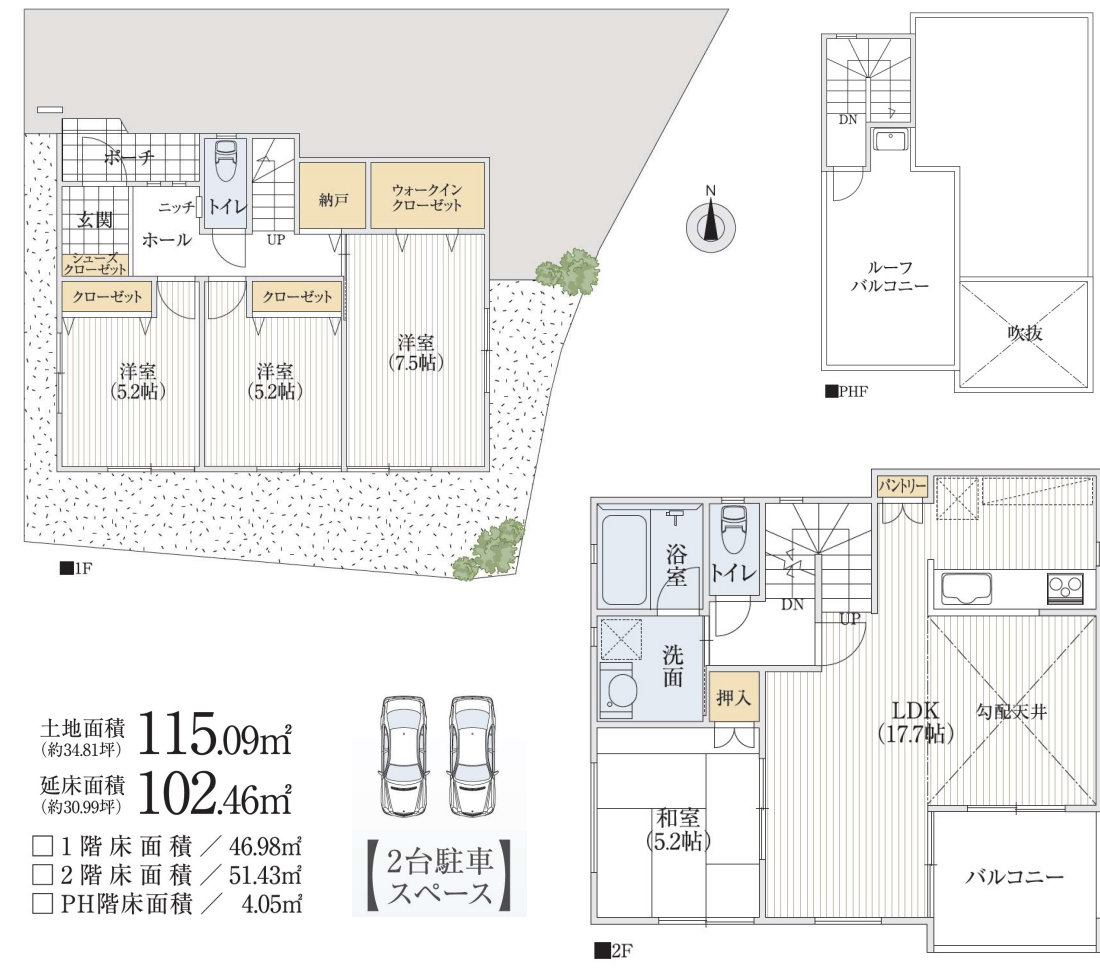 ポーチ
玄関
シューズ
クローゼット
ニッチ
ホール
トイレ
UP
納戸
ウォークイン
クローゼット
クローゼット
クローゼット
洋室
(5.2帖)
洋室
(5.2帖)
洋室
(7.5帖)
■1F
N
DN
ルーフ
バルコニー
吹抜
■PHF
パントリー
浴室
トイレ
DN
UP
洗面
押入
LDK
(17.7帖)
勾配天井
和室
(5.2帖)
バルコニー
■2F
土地面積
(約34.81坪)
115.09㎡
延床面積
(約30.99坪)
102.46㎡
□1階床面積／46.98㎡
□2階床面積／51.43㎡
□PH階床面積／ 4.05㎡
【2台駐車
スペース】